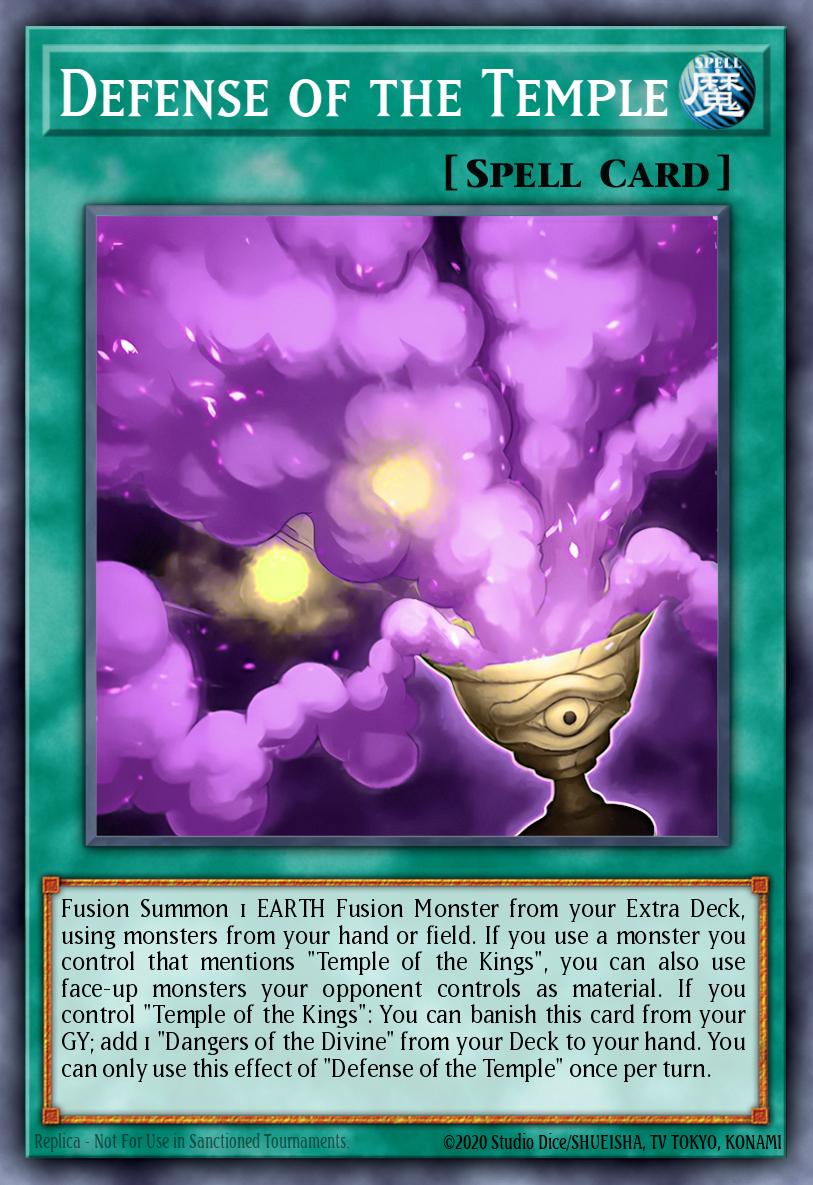 Defense of the Temple
SPELL
魔
[ Spell Card ]
Fusion Summon 1 EARTH Fusion Monster from your Extra Deck,
using monsters from your hand or field. If you use a monster you
control that mentions "Temple of the Kings", you can also use
face-up monsters your opponent controls as material. If you
control "Temple of the Kings": You can banish this card from your
GY; add 1 "Dangers of the Divine" from your Deck to your hand. You
can only use this effect of "Defense of the Temple" once per turn.
Replica - Not For Use in Sanctioned Tournaments.
©2020 Studio Dice/SHUEISHA, TV TOKYO, KONAMI